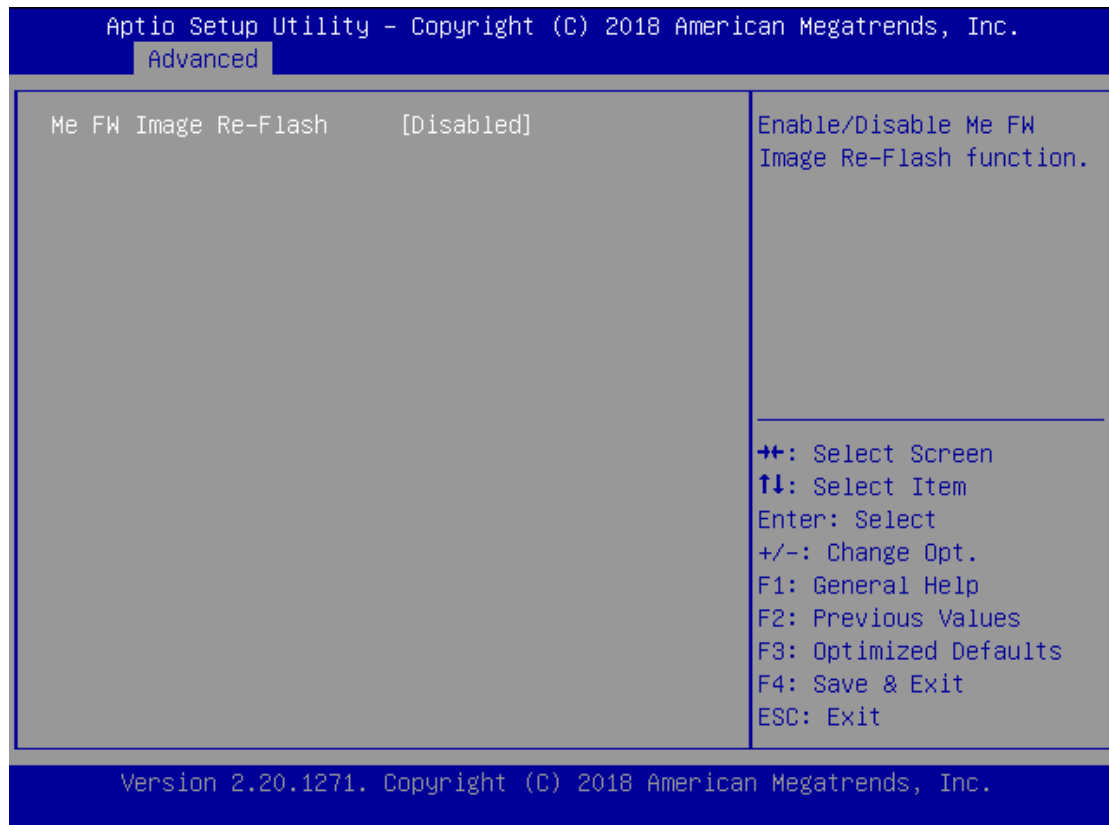 Aptio Setup Utility – Copyright (C) 2018 American Megatrends, Inc.
Advanced
Me FW Image Re-Flash [Disabled]
Enable/Disable Me FW
Image Re-Flash function.
→←: Select Screen
↑↓: Select Item
Enter: Select
+/-: Change Opt.
F1: General Help
F2: Previous Values
F3: Optimized Defaults
F4: Save & Exit
ESC: Exit
Version 2.20.1271. Copyright (C) 2018 American Megatrends, Inc.